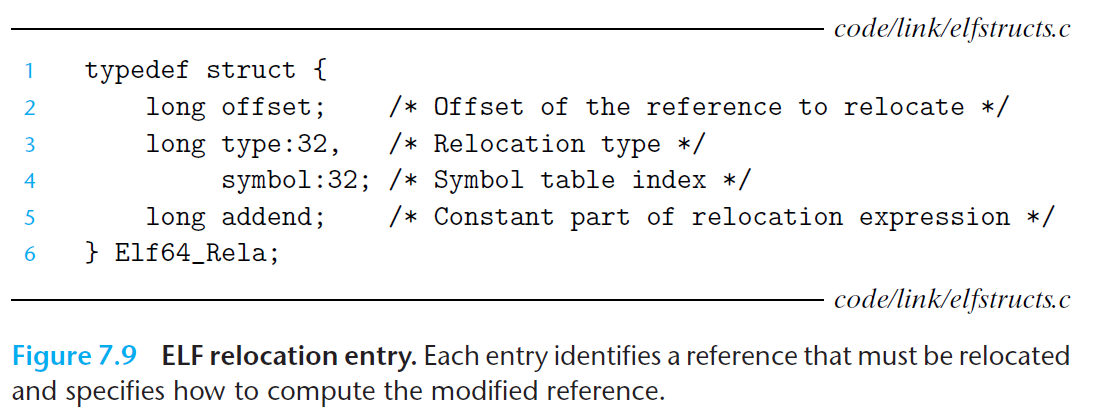 code/link/elfstructs.c
1 typedef struct {
2 long offset; /* Offset of the reference to relocate */
3 long type:32, /* Relocation type */
4 symbol:32; /* Symbol table index */
5 long addend; /* Constant part of relocation expression */
6 } Elf64_Rela;
code/link/elfstructs.c
Figure 7.9 ELF relocation entry. Each entry identifies a reference that must be relocated
and specifies how to compute the modified reference.